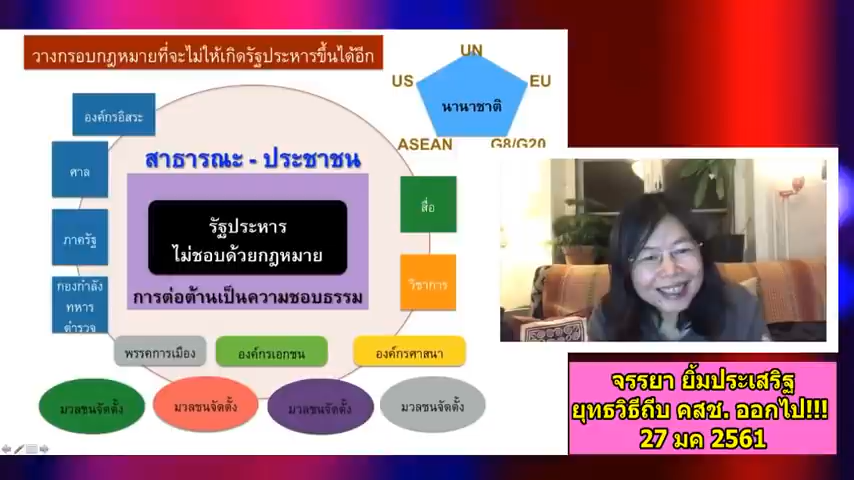 วางกรอบกฎหมายที่จะไม่ให้เกิดรัฐประหารขึ้นได้อีก
UN
US
EU
นานาชาติ
ASEAN
G8/G20
องค์กรอิสระ
สาธารณะ - ประชาชน
ศาล
สื่อ
รัฐประหาร
ไม่ชอบด้วยกฎหมาย
ภาครัฐ
วิชาการ
กองกำลัง
ทหาร
ตำรวจ
การต่อต้านเป็นความชอบธรรม
พรรคการเมือง
องค์กรเอกชน
องค์กรศาสนา
มวลชนจัดตั้ง
มวลชนจัดตั้ง
มวลชนจัดตั้ง
มวลชนจัดตั้ง
จรรยา ยิ้มประเสริฐ
ยุทธวิธีถีบ คสช. ออกไป!!!
27 มค 2561